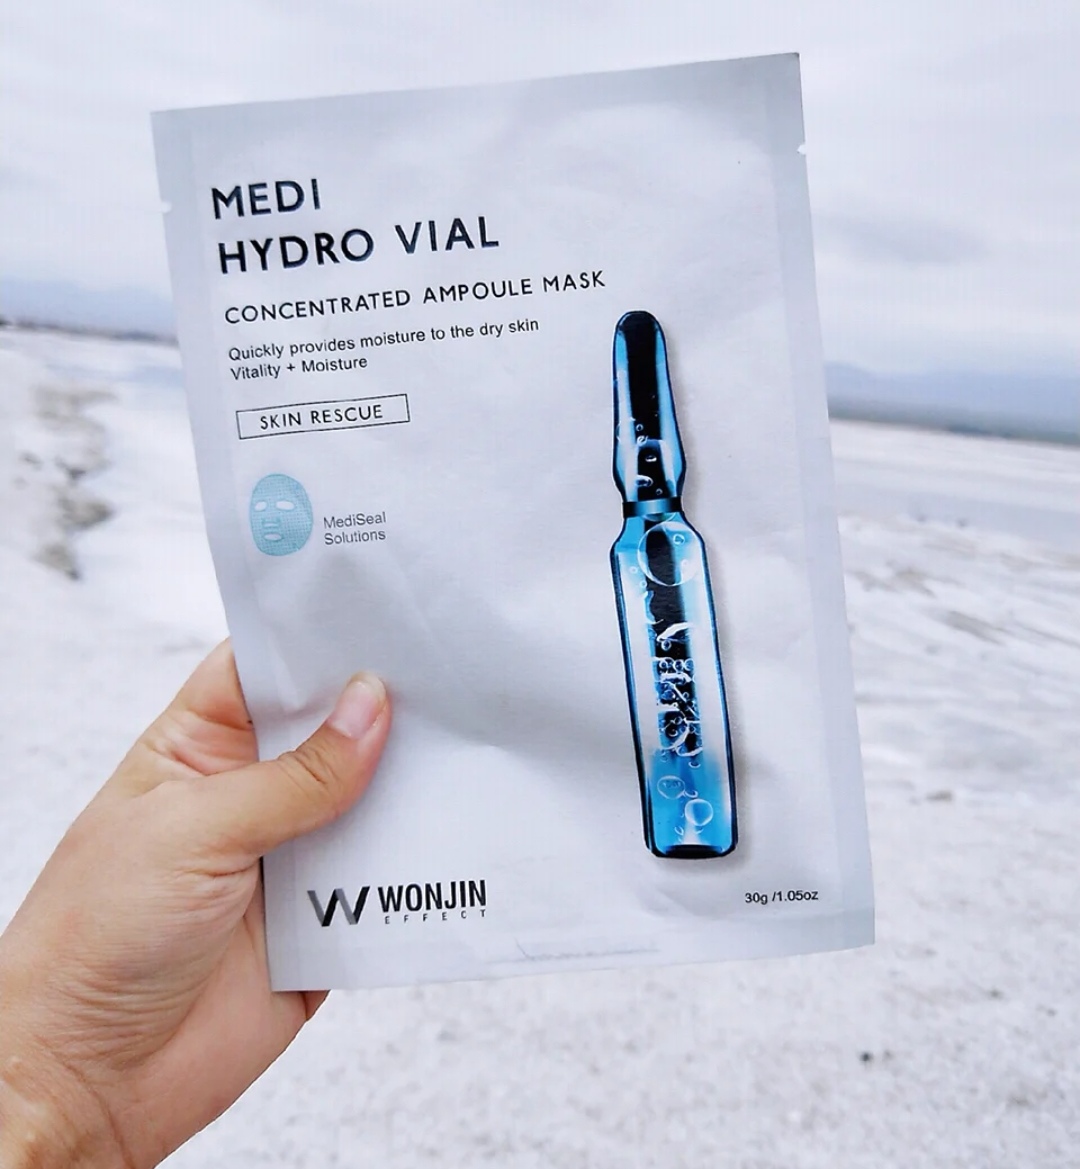 MEDI
HYDRO VIAL
CONCENTRATED AMPOULE MASK
Quickly provides moisture to the dry skin
Vitality + Moisture
SKIN RESCUE
MediSeal
Solutions
WONJIN
EFFECT
30g /1.05oz